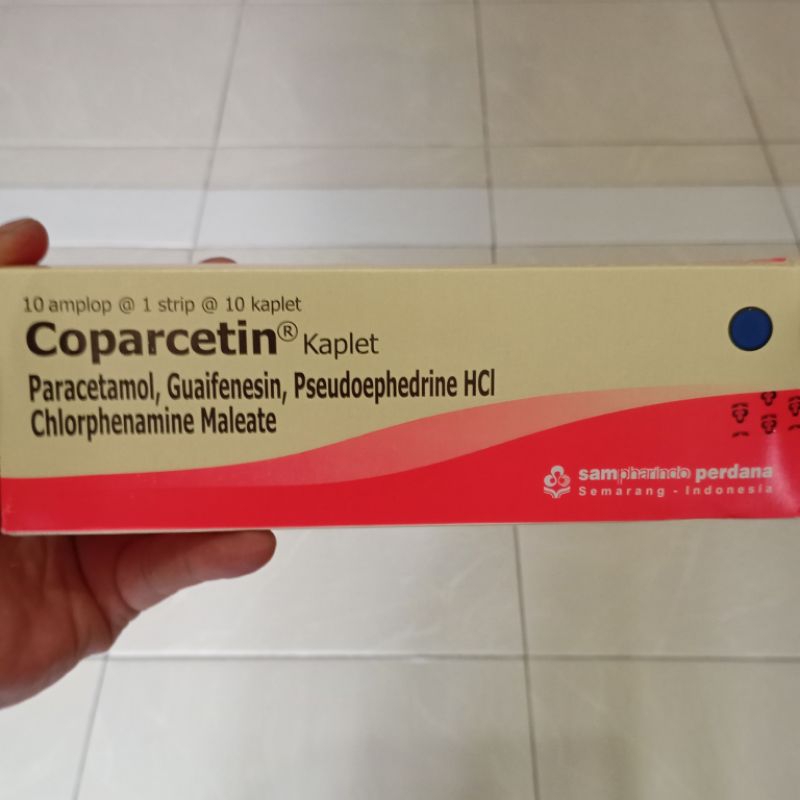 10 amplop @ 1 strip @ 10 kaplet
Coparcetin® Kaplet
Paracetamol, Guaifenesin, Pseudoephedrine HCl
Chlorphenamine Maleate
sampharindo perdana
Semarang - Indonesia